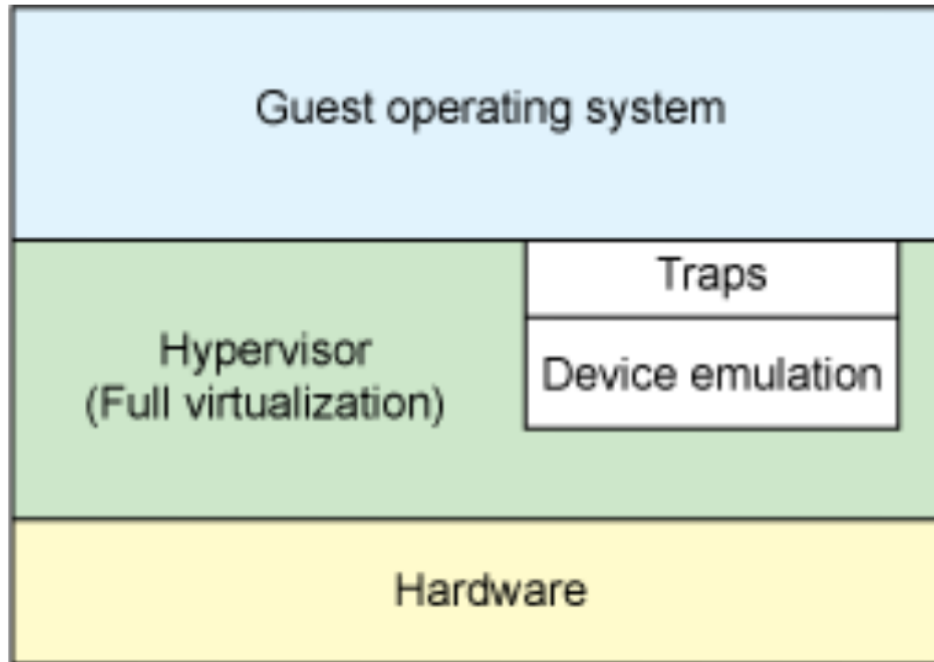 Guest operating system
Traps
Hypervisor
(Full virtualization)
Device emulation
Hardware